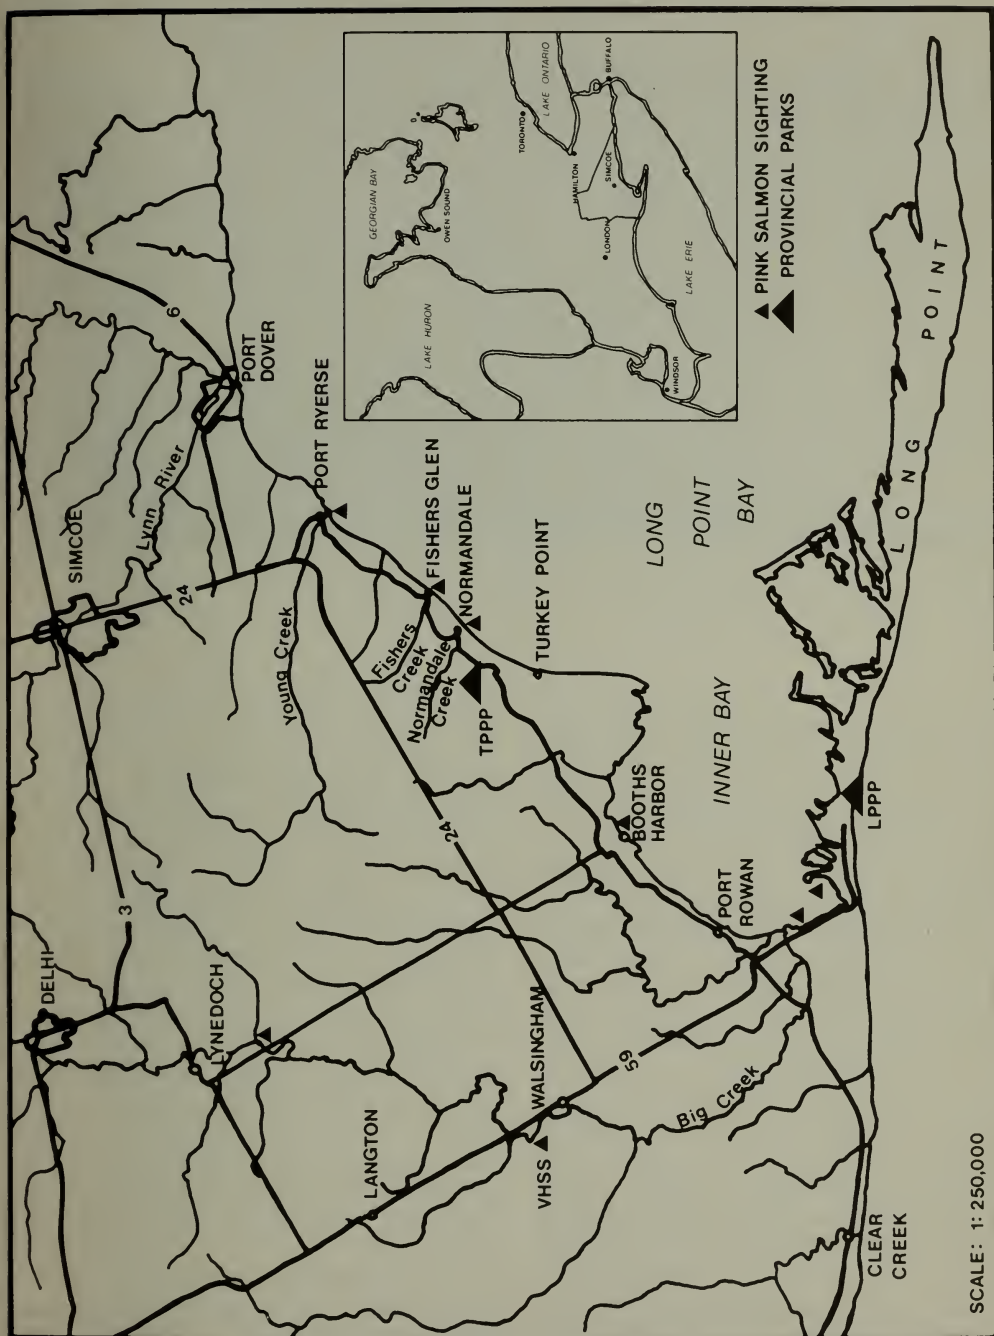 DELHI
3
SIMCOE
24
Lynn River
6
PORT
DOVER
LYNEDOCH
Young Creek
PORT RYERSE
LANGTON
24
Fishers
Creek
Normandale
Creek
FISHERS GLEN
NORMANDALE
TPPP
TURKEY POINT
VHSS
WALSINGHAM
59
Big Creek
BOOTHS
HARBOR
PORT
ROWAN
INNER BAY
LONG
POINT
BAY
CLEAR
CREEK
LPPP
LONG POINT
SCALE: 1: 250,000
LAKE HURON
GEORGIAN BAY
OWEN SOUND
TORONTO
LAKE ONTARIO
HAMILTON
BUFFALO
SIMCOE
LONDON
WINDSOR
LAKE ERIE
PINK SALMON SIGHTING
PROVINCIAL PARKS